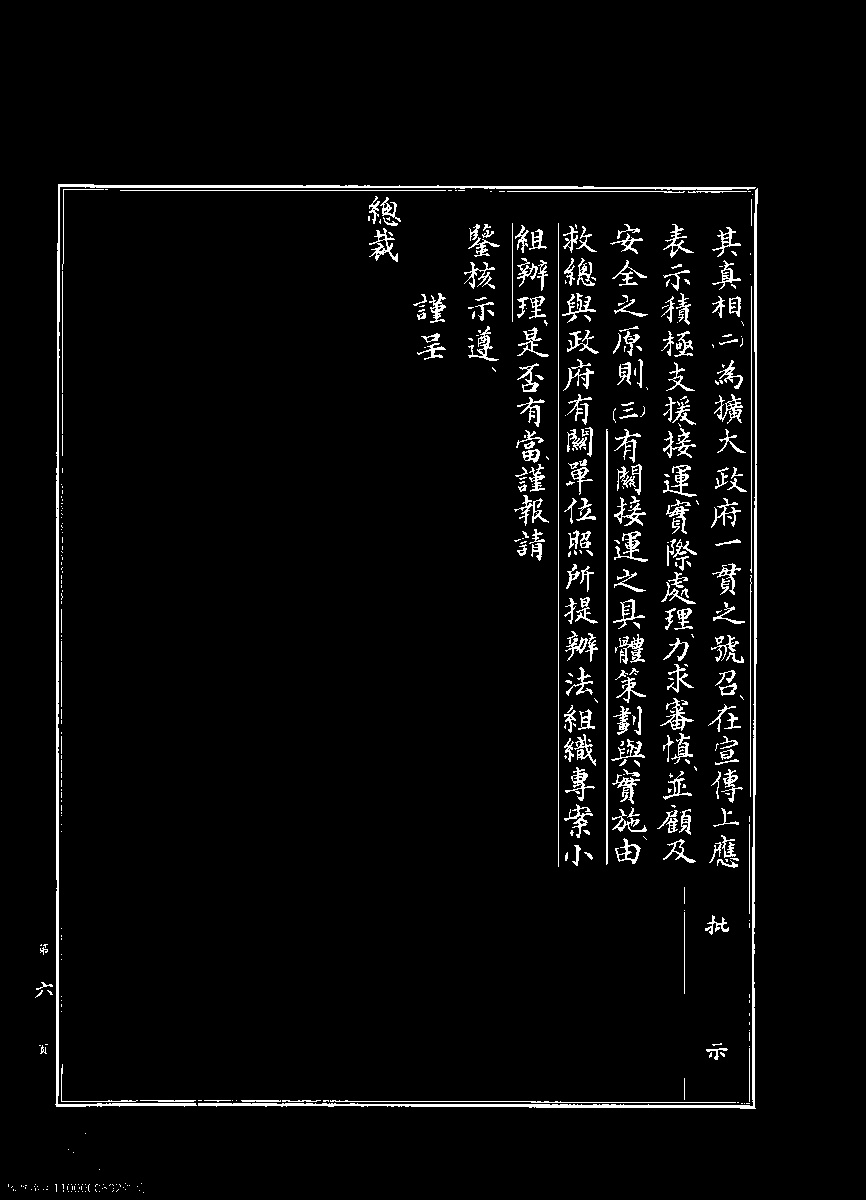 其真相、(二)為擴大政府一貫之號召、在宣傳上應
表示積極支援接運、實際處理、力求審慎、並顧及
安全之原則、(三)有關接運之具體策劃與實施、由
救總與政府有關單位照所提辦法、組織專案小
組辦理、是否有當、謹報請
鑒核示遵、
謹呈
總裁
批示
第六頁